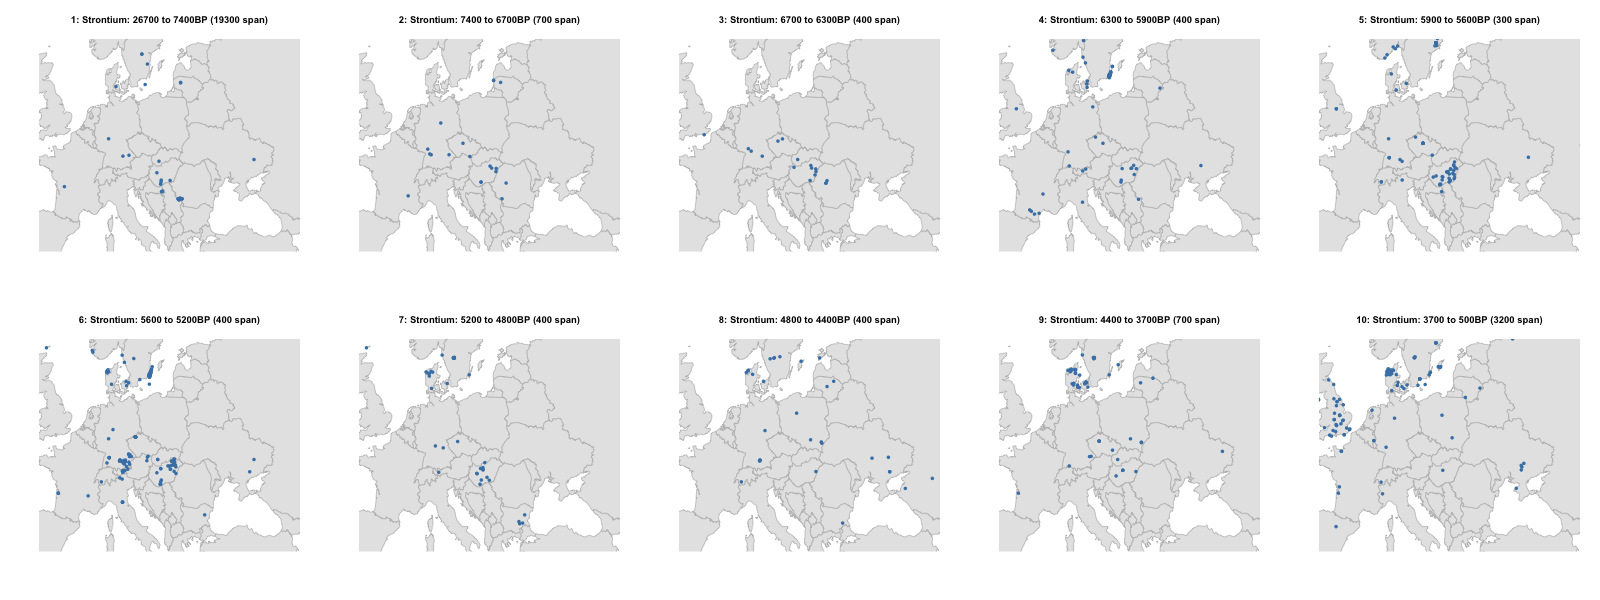 1: Strontium: 26700 to 7400BP (19300 span)
2: Strontium: 7400 to 6700BP (700 span)
3: Strontium: 6700 to 6300BP (400 span)
4: Strontium: 6300 to 5900BP (400 span)
5: Strontium: 5900 to 5600BP (300 span)
6: Strontium: 5600 to 5200BP (400 span)
7: Strontium: 5200 to 4800BP (400 span)
8: Strontium: 4800 to 4400BP (400 span)
9: Strontium: 4400 to 3700BP (700 span)
10: Strontium: 3700 to 500BP (3200 span)